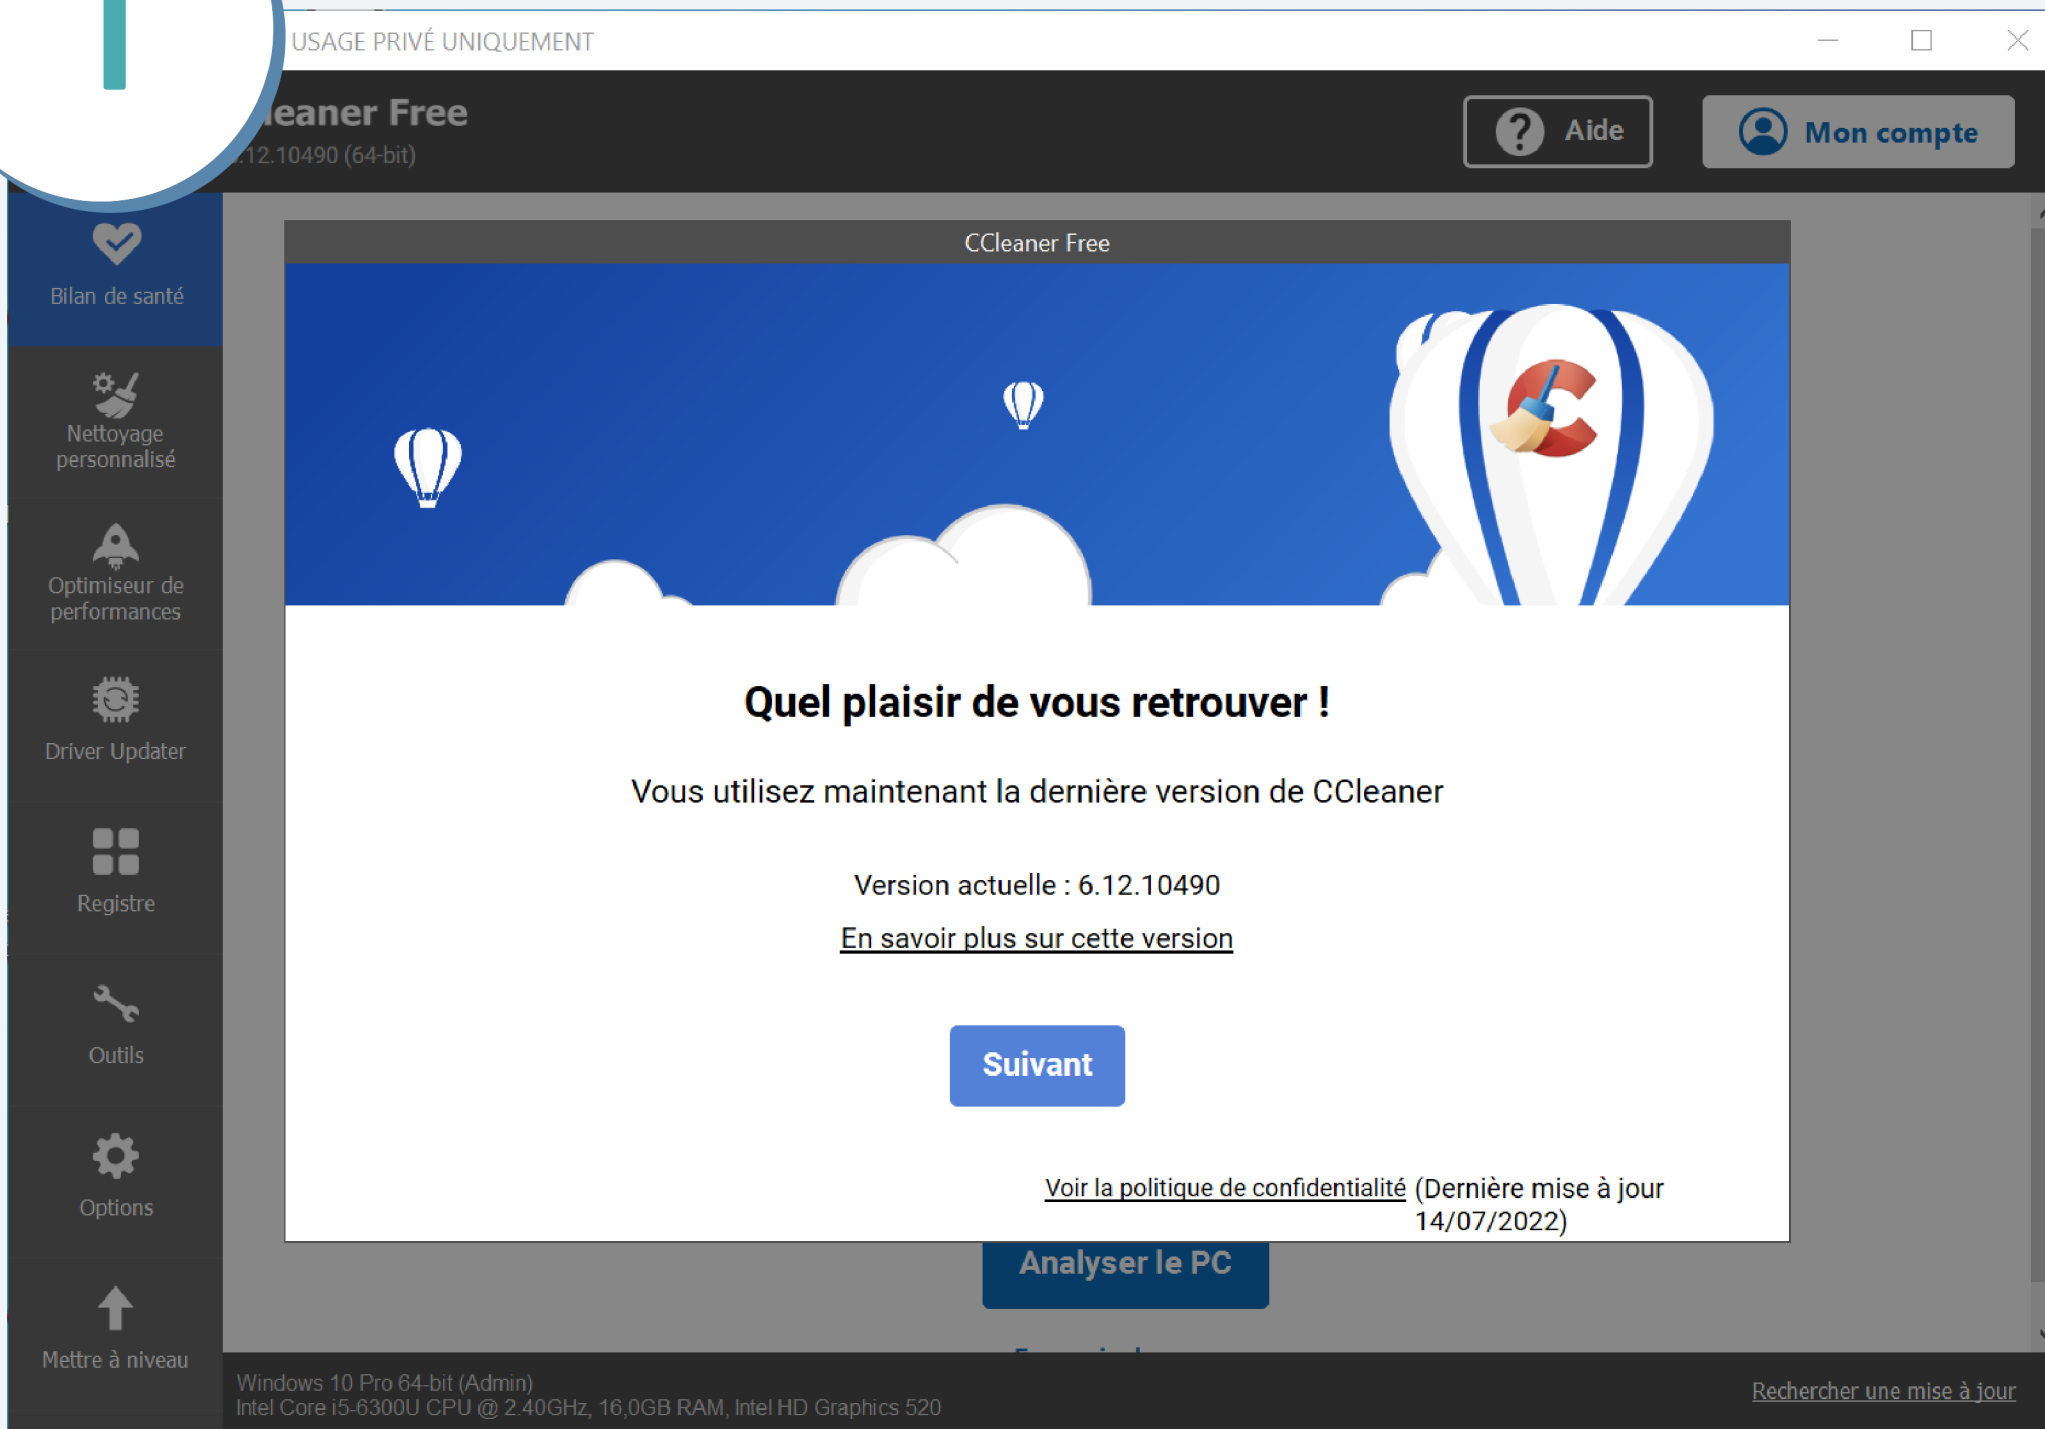 USAGE PRIVÉ UNIQUEMENT
leaner Free
.12.10490 (64-bit)
Aide
Mon compte
Bilan de santé
Nettoyage
personnalisé
Optimiseur de
performances
Driver Updater
Registre
Outils
Options
Mettre à niveau
CCleaner Free
Quel plaisir de vous retrouver !
Vous utilisez maintenant la dernière version de CCleaner
Version actuelle : 6.12.10490
En savoir plus sur cette version
Suivant
Voir la politique de confidentialité (Dernière mise à jour
14/07/2022)
Analyser le PC
Windows 10 Pro 64-bit (Admin)
Intel Core i5-6300U CPU @ 2.40GHz, 16,0GB RAM, Intel HD Graphics 520
Rechercher une mise à jour